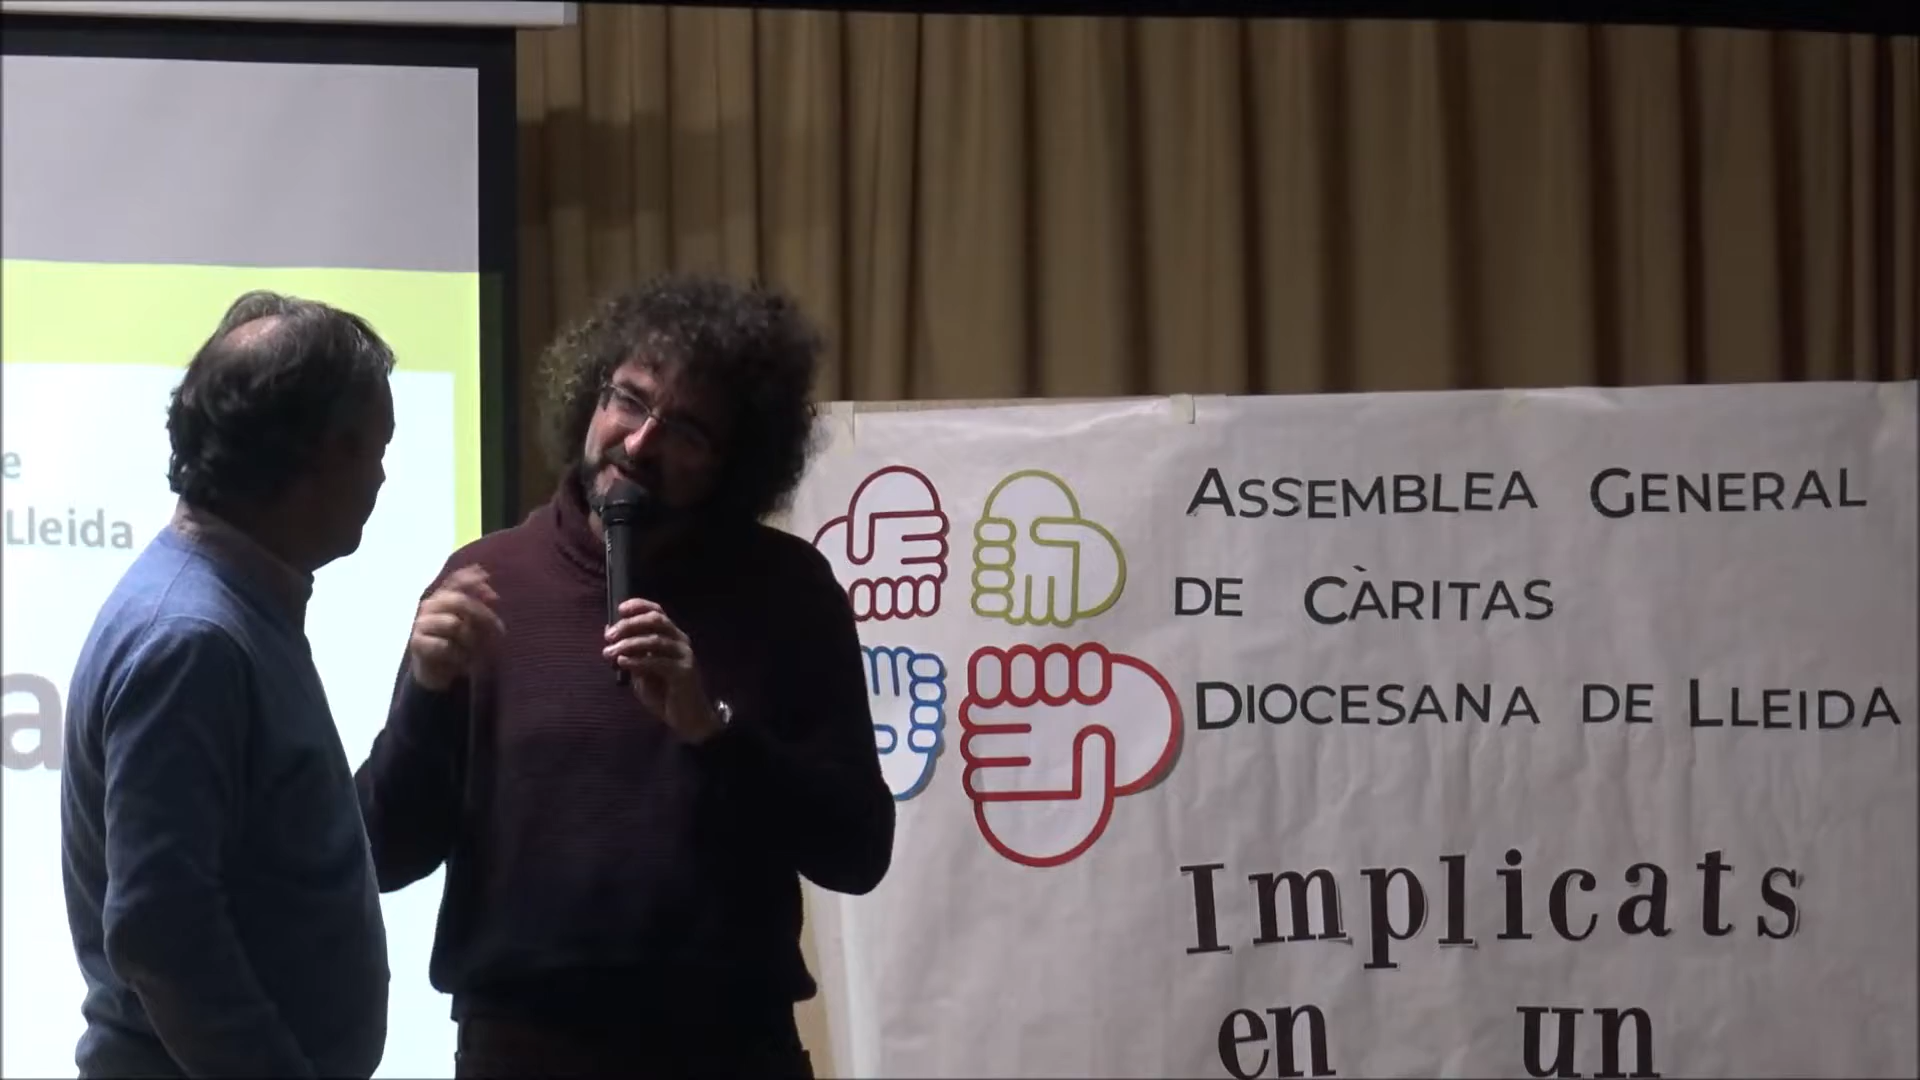 e
Lleida
a
ASSEMBLEA GENERAL
DE CÀRITAS
DIOCESANA DE LLEIDA
Implicats
en un